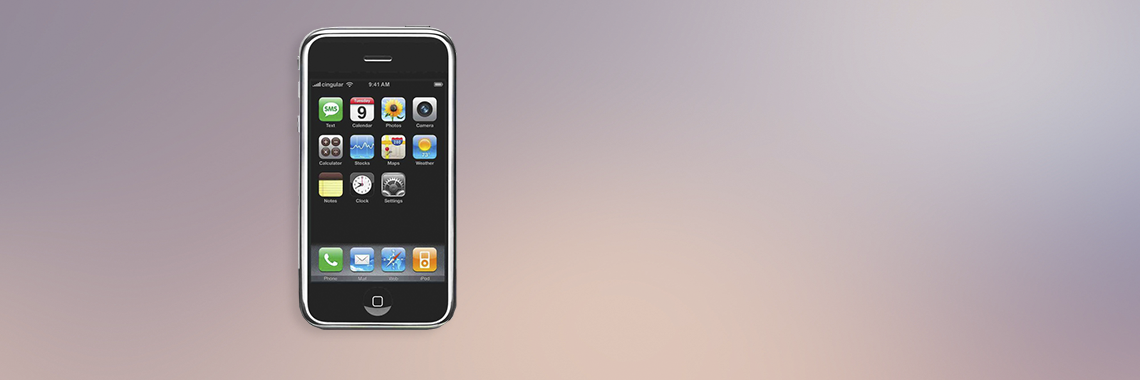 cingular 9:41 AM
SMS Tuesday 9 280
Text Calendar Photos Camera
73°
Calculator Stocks Maps Weather
Notes Clock Settings
Phone Mail Web iPod